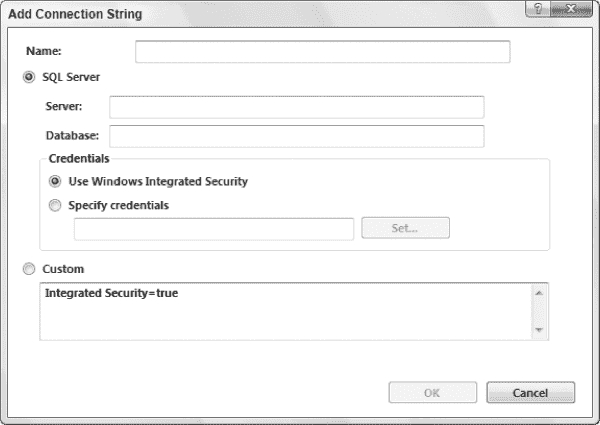 Add Connection String
Name:
SQL Server
Server:
Database:
Credentials
Use Windows Integrated Security
Specify credentials
Set...
Custom
Integrated Security=true
OK
Cancel